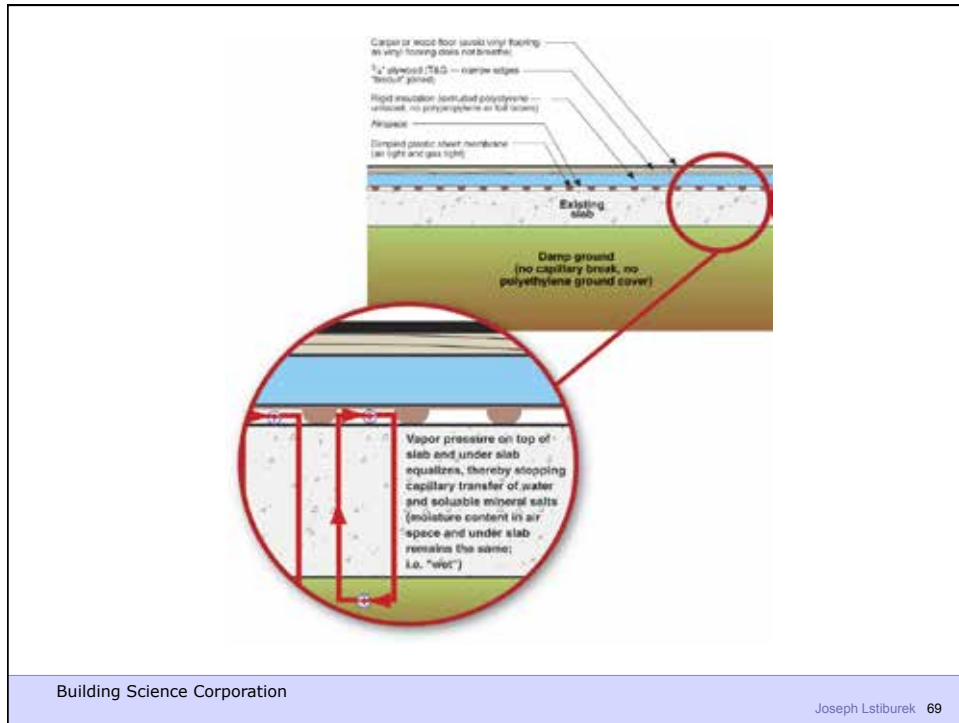 Carpet or wood floor (avoid vinyl flooring
as vinyl flooring does not breathe)
3/4" plywood (T&G — narrow edges
"biscuit" joined)
Rigid insulation (extruded polystyrene —
unfaced, no polypropylene or foil facers)
Airspace
Dimpled plastic sheet membrane
(air tight and gas tight)
Existing
slab
Damp ground
(no capillary break, no
polyethylene ground cover)
Vapor pressure on top of
slab and under slab
equalizes, thereby stopping
capillary transfer of water
and soluable mineral salts
(moisture content in air
space and under slab
remains the same;
i.e. "wet")
Building Science Corporation
Joseph Lstiburek 69